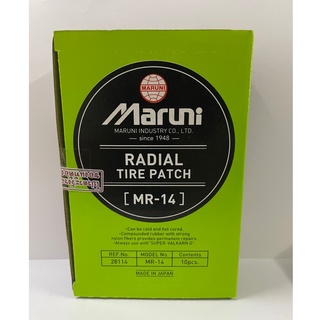 MARUNI
Maruni
MARUNI INDUSTRY CO., LTD.
since 1948
RADIAL
TIRE PATCH
[ MR-14 ]
・Can be cold and hot cured.
・Compounded rubber with strong
nylon fibers provides permanent repairs.
・Always use with "SUPER VALKARN G"
REF.No. MODEL No. Contents
28114 MR-14 10pcs.
MADE IN JAPAN